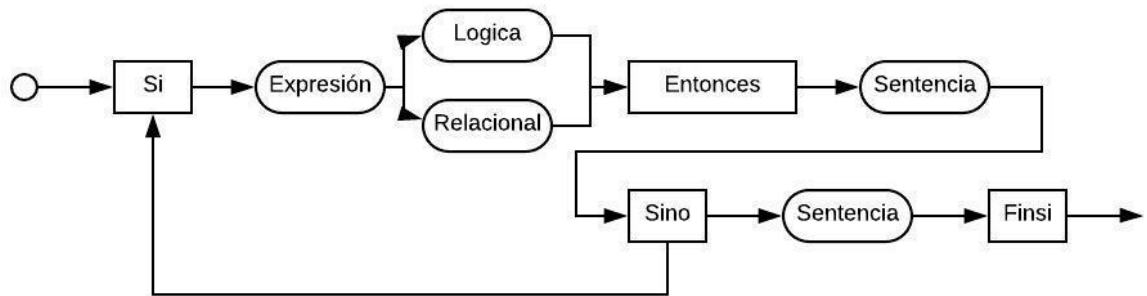 Si
Expresión
Logica
Relacional
Entonces
Sentencia
Sino
Sentencia
Finsi